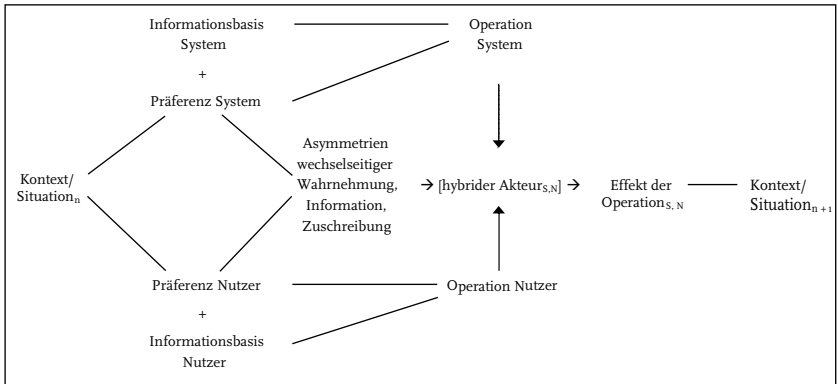 Informationsbasis
System
+
Präferenz System
Operation
System
Kontext/
Situationn
Asymmetrien
wechselseitiger
Wahrnehmung,
Information,
Zuschreibung
→ [hybrider AkteurS,N] →
Effekt der
OperationS, N
Kontext/
Situationn + 1
Präferenz Nutzer
+
Informationsbasis
Nutzer
Operation Nutzer